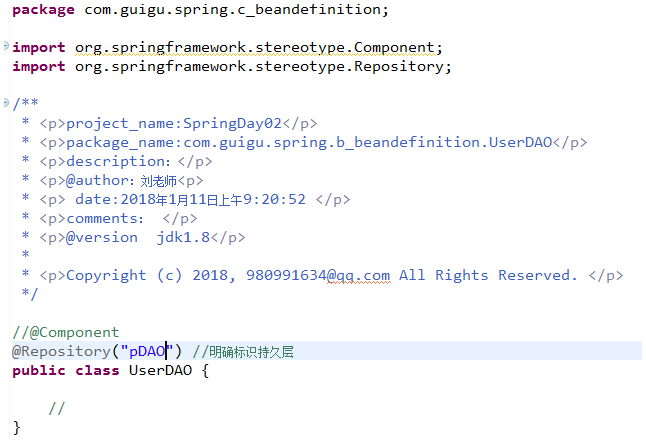 package com.guigu.spring.c_beandefinition;
import org.springframework.stereotype.Component;
import org.springframework.stereotype.Repository;
/**
* <p>project_name:SpringDay02</p>
* <p>package_name:com.guigu.spring.b_beandefinition.UserDAO</p>
* <p>description：</p>
* <p>@author：刘老师<p>
* <p> date:2018年1月11日上午9:20:52 </p>
* <p>comments： </p>
* <p>@version  jdk1.8</p>
*
* <p>Copyright (c) 2018, 980991634@qq.com All Rights Reserved. </p>
*/
//@Component
@Repository("pDAO") //明确标识持久层
public class UserDAO {
//
}